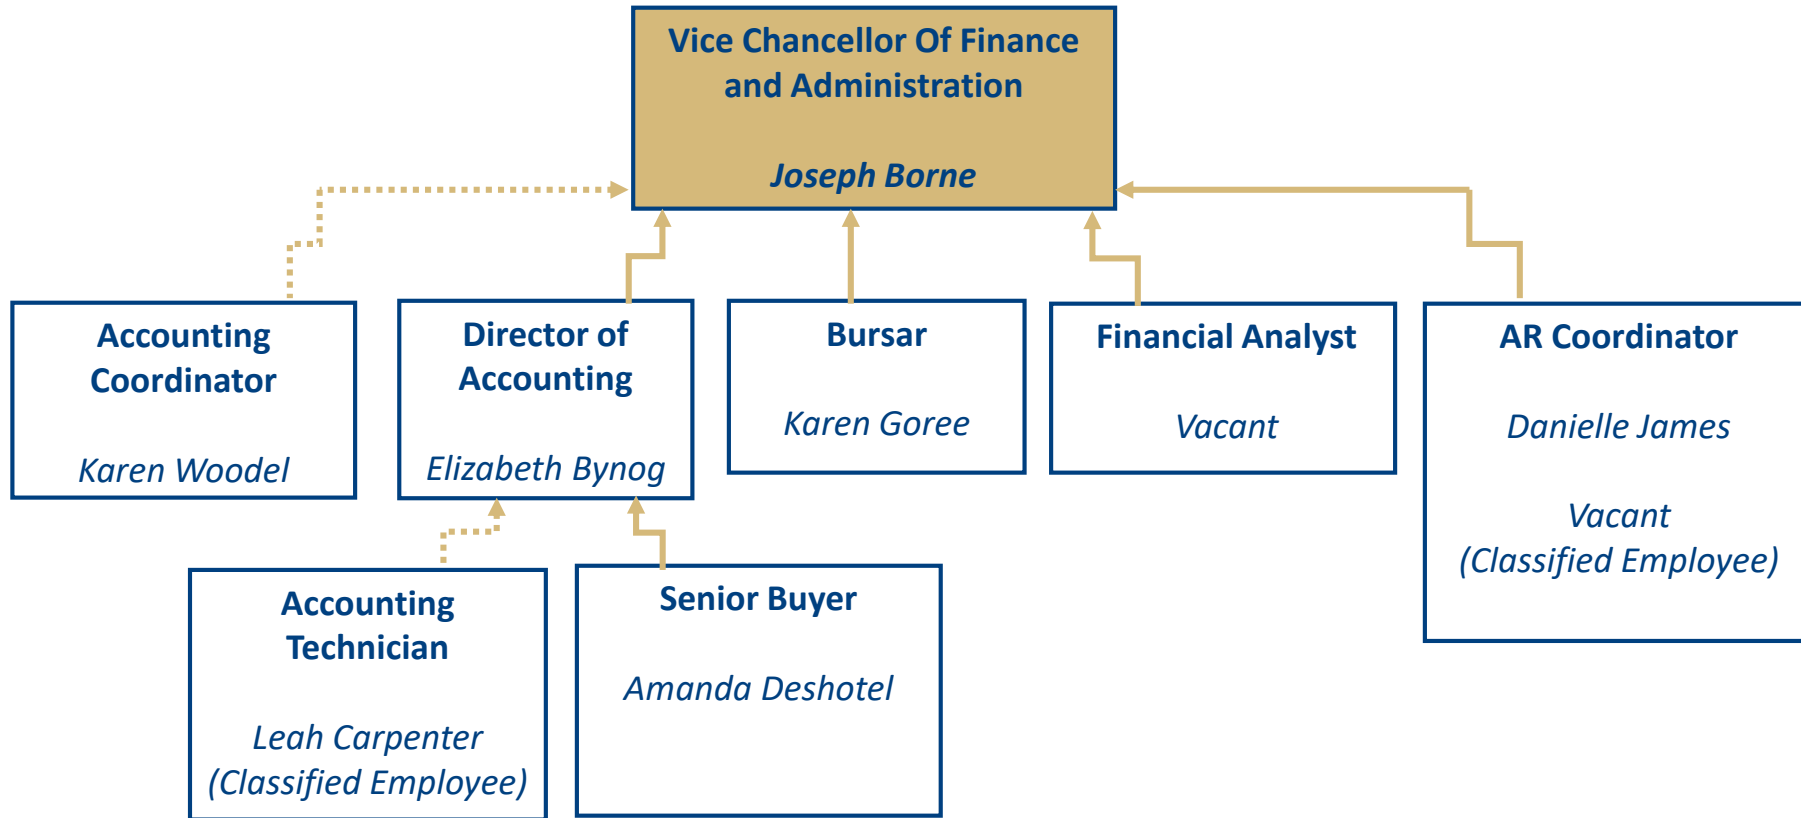 Vice Chancellor Of Finance
and Administration
Joseph Borne
Accounting
Coordinator
Karen Woodel
Director of
Accounting
Elizabeth Bynog
Bursar
Karen Goree
Financial Analyst
Vacant
AR Coordinator
Danielle James
Vacant
(Classified Employee)
Accounting
Technician
Leah Carpenter
(Classified Employee)
Senior Buyer
Amanda Deshotel